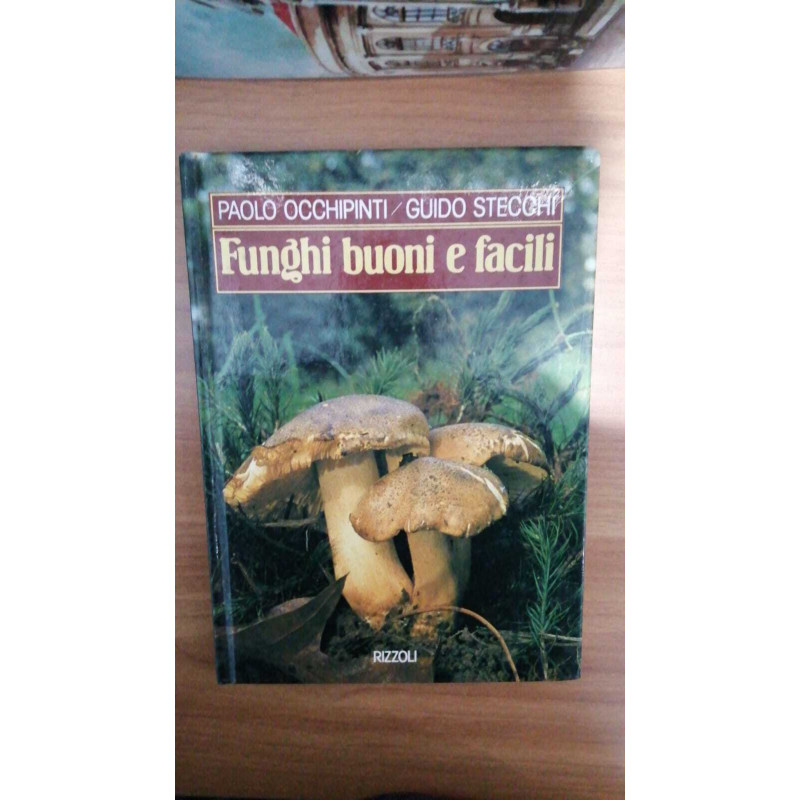 PAOLO OCCHIPINTI / GUIDO STECCHI
Funghi buoni e facili
RIZZOLI